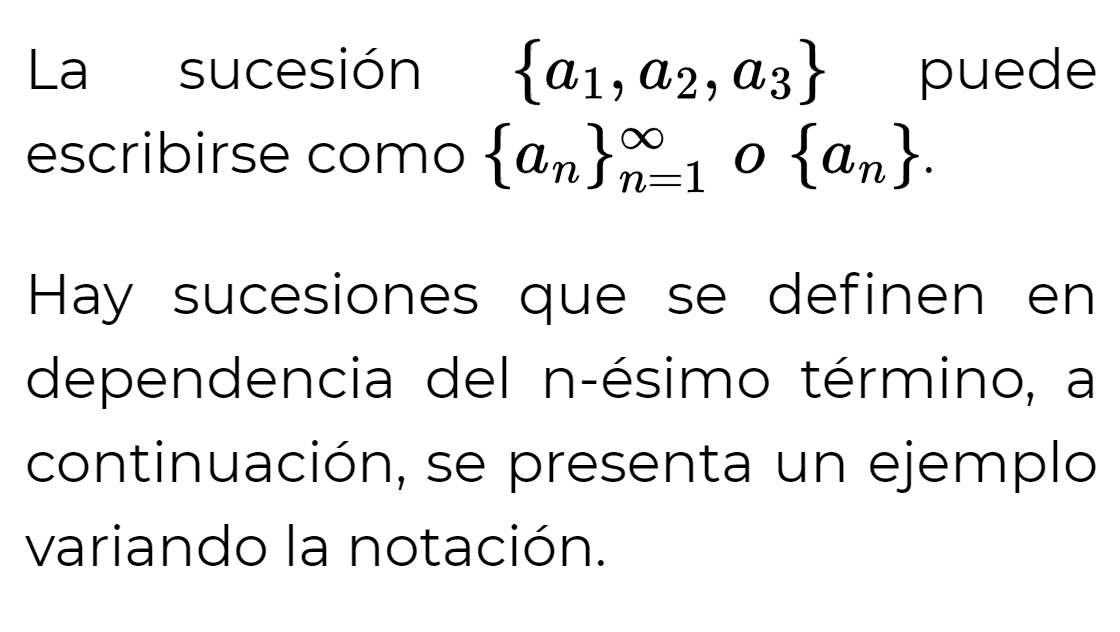 La sucesión {a₁, a₂, a₃} puede
escribirse como {aₙ}∞ₙ₌₁ o {aₙ}.
Hay sucesiones que se definen en
dependencia del n-ésimo término, a
continuación, se presenta un ejemplo
variando la notación.